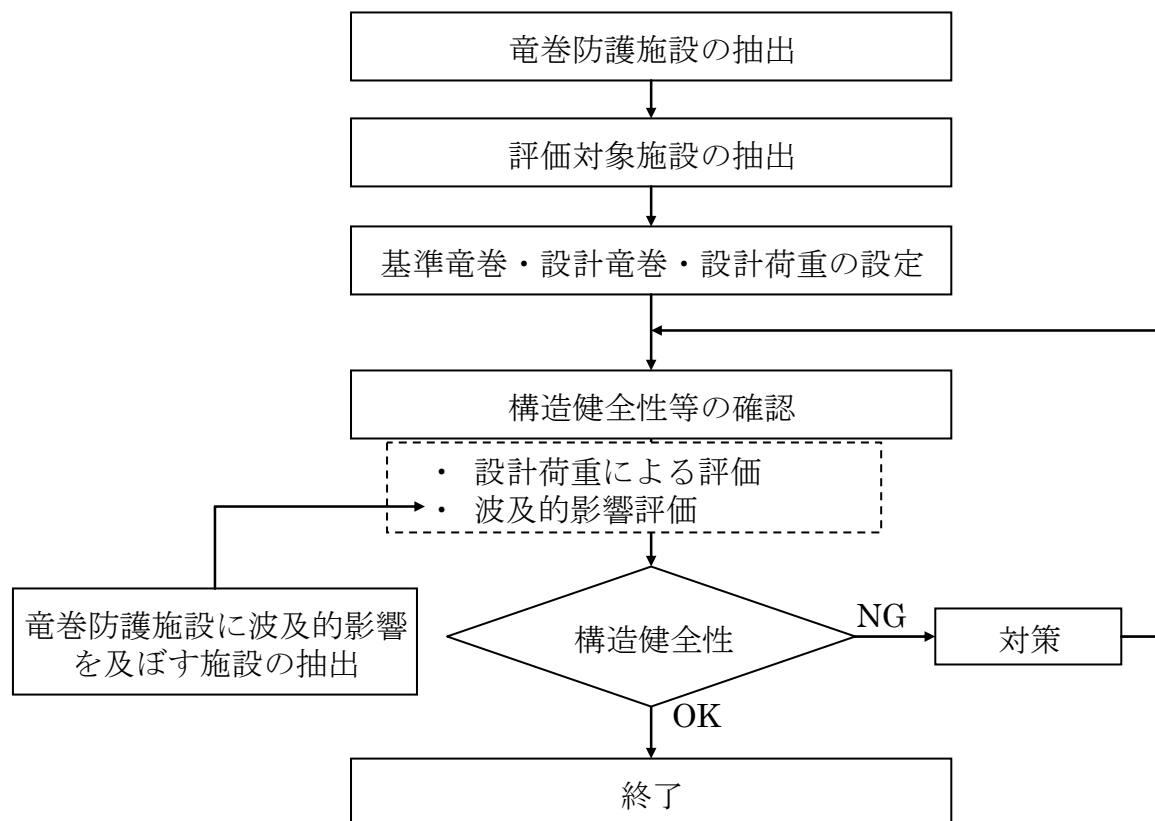 竜巻防護施設の抽出
評価対象施設の抽出
基準竜巻・設計竜巻・設計荷重の設定
構造健全性等の確認
・ 設計荷重による評価
・ 波及的影響評価
竜巻防護施設に波及的影響
を及ぼす施設の抽出
構造健全性
NG
対策
OK
終了